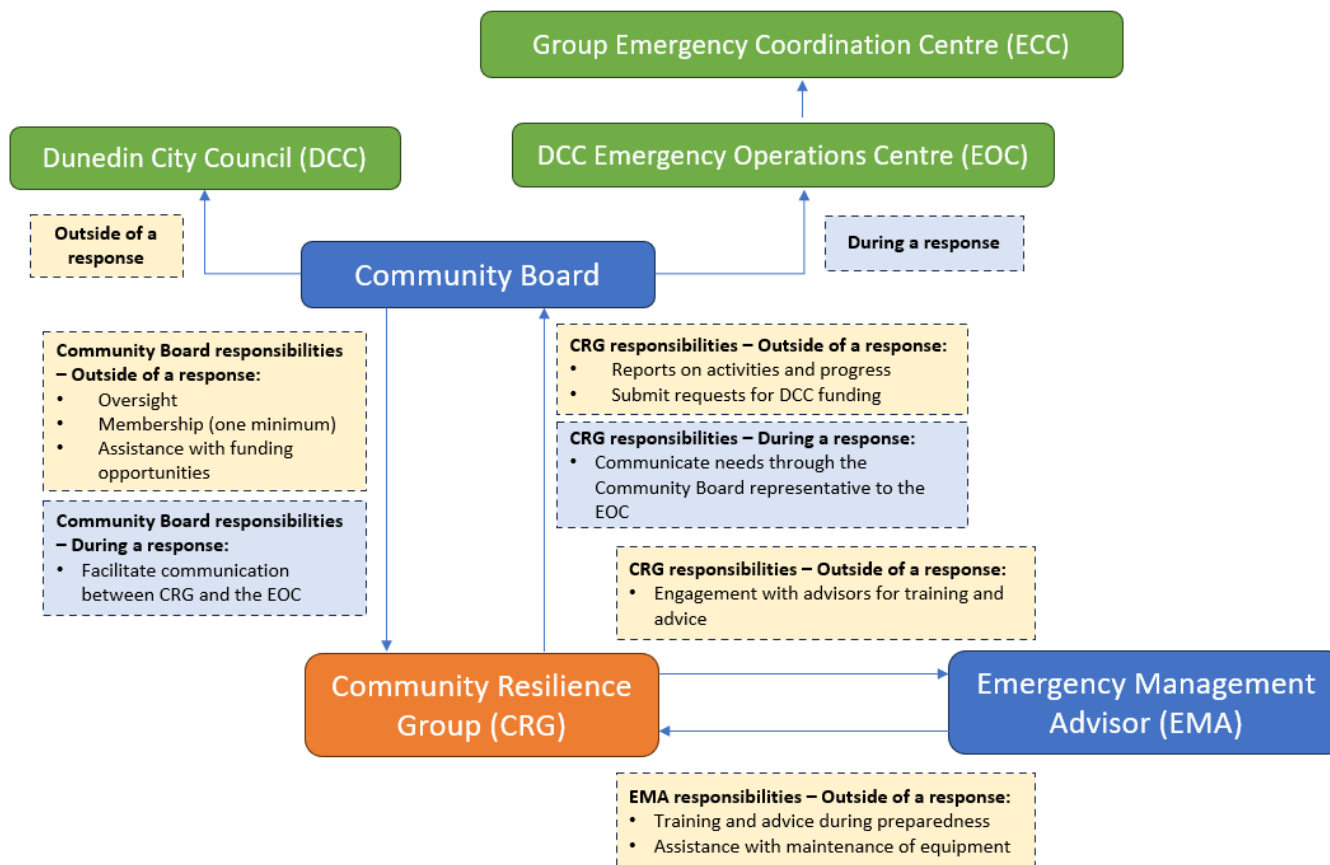 Group Emergency Coordination Centre (ECC)
Dunedin City Council (DCC)
DCC Emergency Operations Centre (EOC)
Outside of a
response
During a response
Community Board
Community Board responsibilities
– Outside of a response:
• Oversight
• Membership (one minimum)
• Assistance with funding
opportunities
Community Board responsibilities
– During a response:
• Facilitate communication
between CRG and the EOC
CRG responsibilities – Outside of a response:
• Reports on activities and progress
• Submit requests for DCC funding
CRG responsibilities – During a response:
• Communicate needs through the
Community Board representative to the
EOC
CRG responsibilities – Outside of a response:
• Engagement with advisors for training and
advice
Community Resilience
Group (CRG)
Emergency Management
Advisor (EMA)
EMA responsibilities – Outside of a response:
• Training and advice during preparedness
• Assistance with maintenance of equipment